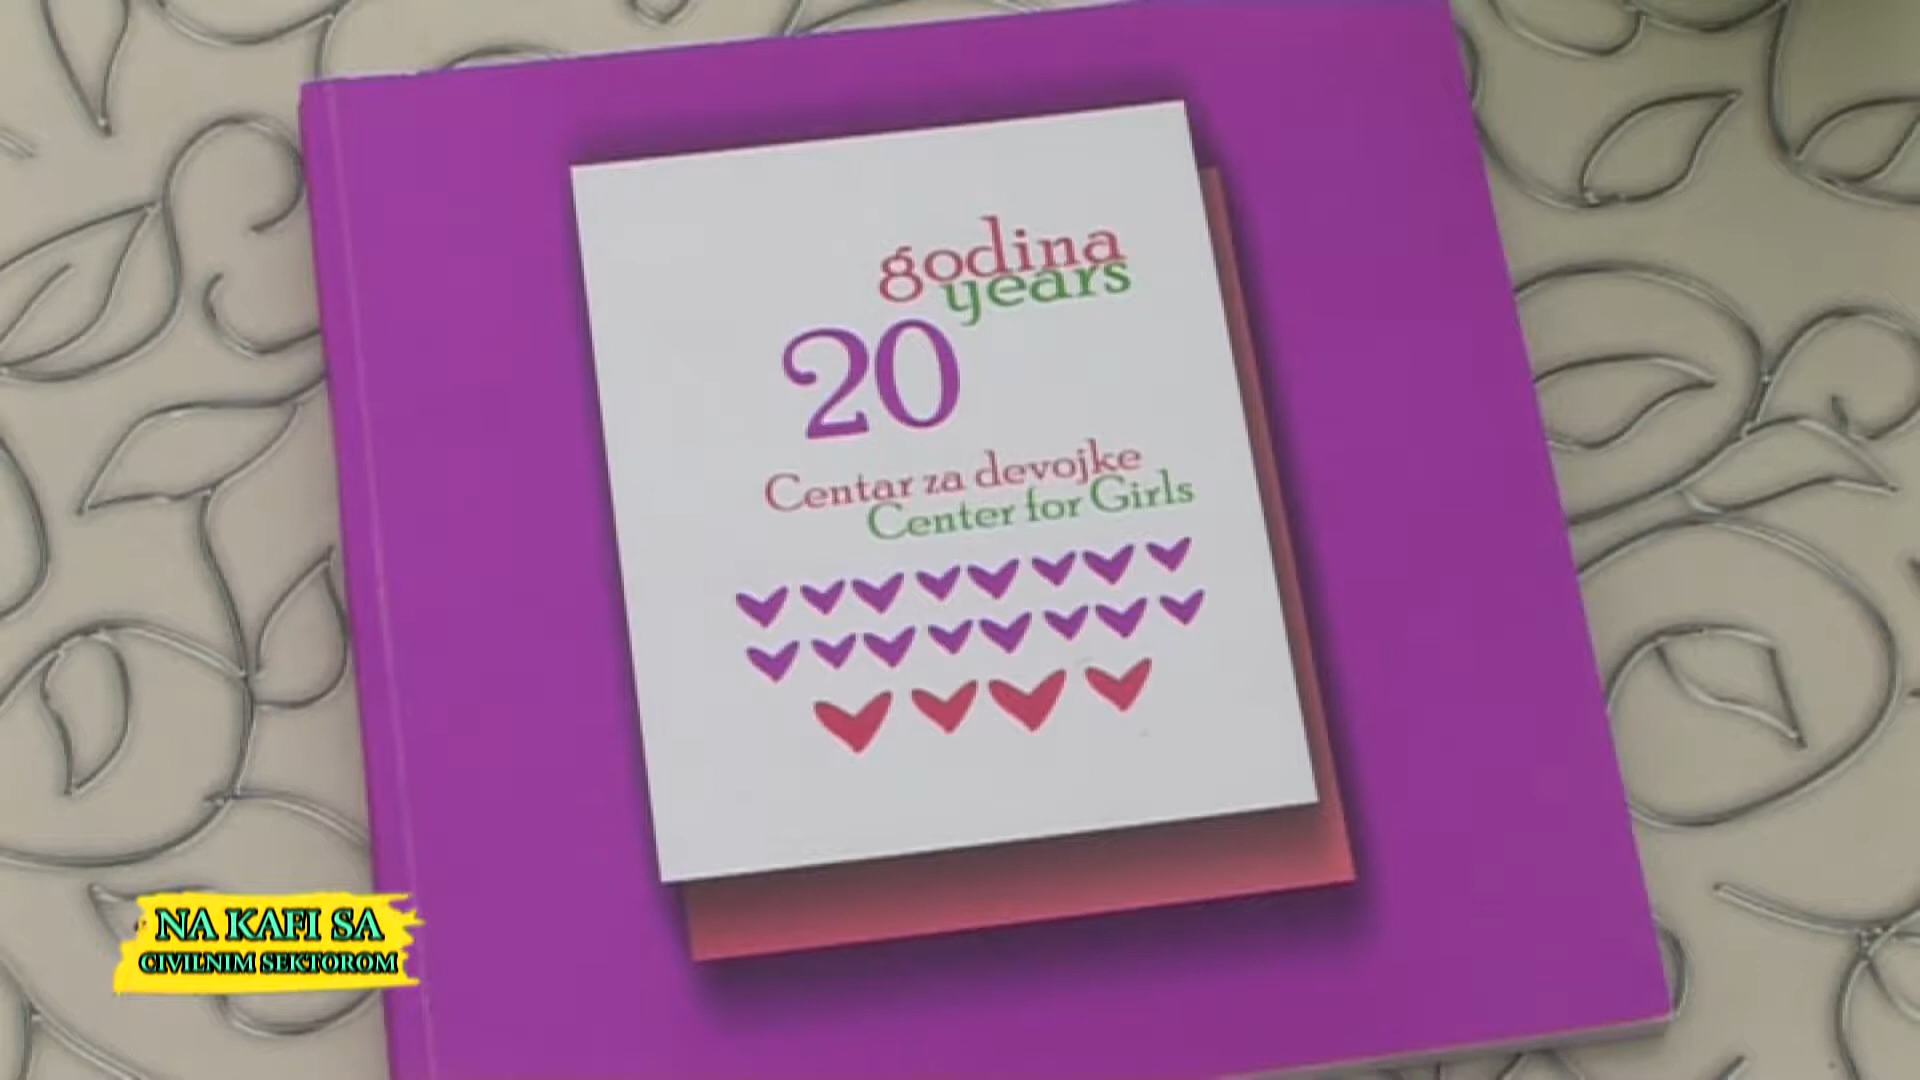 godina
years
20
Centar za devojke
Center for Girls
NA KAFI SA
CIVILNIM SEKTOROM